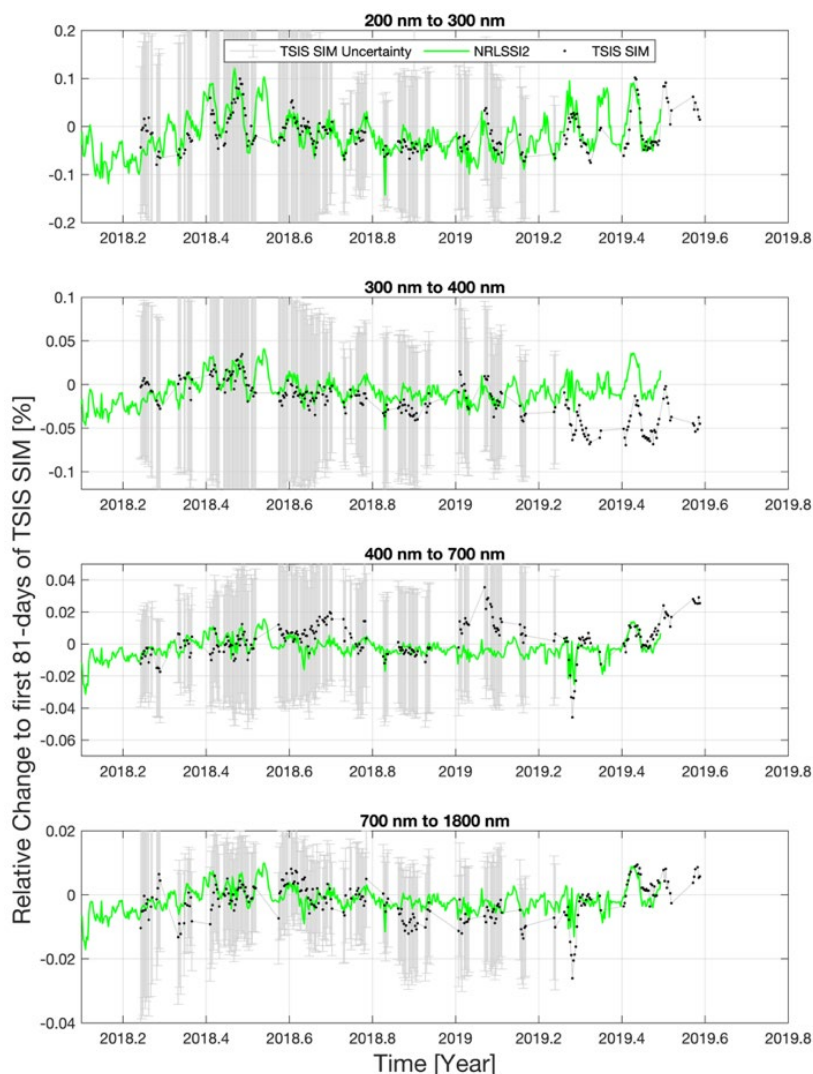 200 nm to 300 nm
TSIS SIM Uncertainty NRLSSI2 TSIS SIM
0.2
0.1
0
-0.1
-0.2
2018.2 2018.4 2018.6 2018.8 2019 2019.2 2019.4 2019.6 2019.8
300 nm to 400 nm
0.1
0.05
0
-0.05
-0.1
2018.2 2018.4 2018.6 2018.8 2019 2019.2 2019.4 2019.6 2019.8
Relative Change to first 81-days of TSIS SIM [%]
400 nm to 700 nm
0.04
0.02
0
-0.02
-0.04
-0.06
2018.2 2018.4 2018.6 2018.8 2019 2019.2 2019.4 2019.6 2019.8
700 nm to 1800 nm
0.02
0
-0.02
-0.04
2018.2 2018.4 2018.6 2018.8 2019 2019.2 2019.4 2019.6 2019.8
Time [Year]